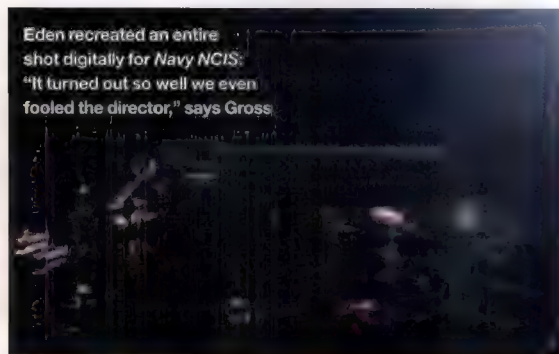 Eden recreated an entire
shot digitally for Navy NCIS:
“It turned out so well we even
fooled the director,” says Gross